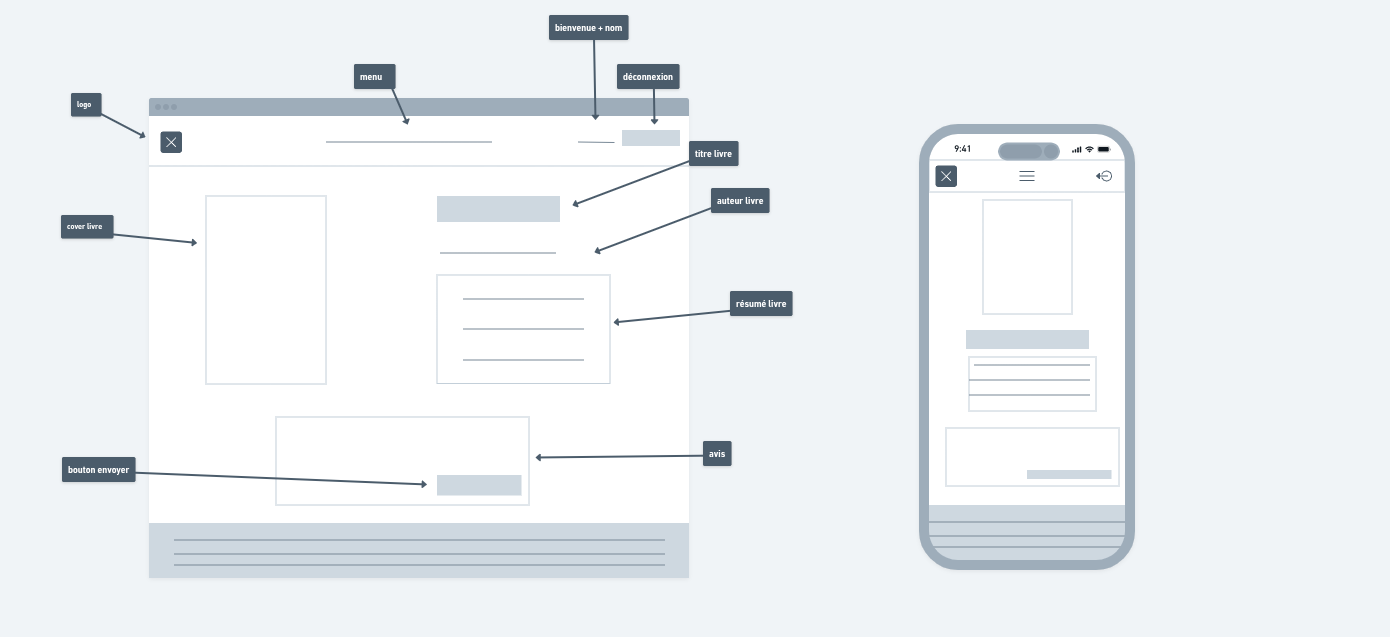 bienvenue + nom
menu
déconnexion
logo
titre livre
9:41
auteur livre
cover livre
résumé livre
avis
bouton envoyer